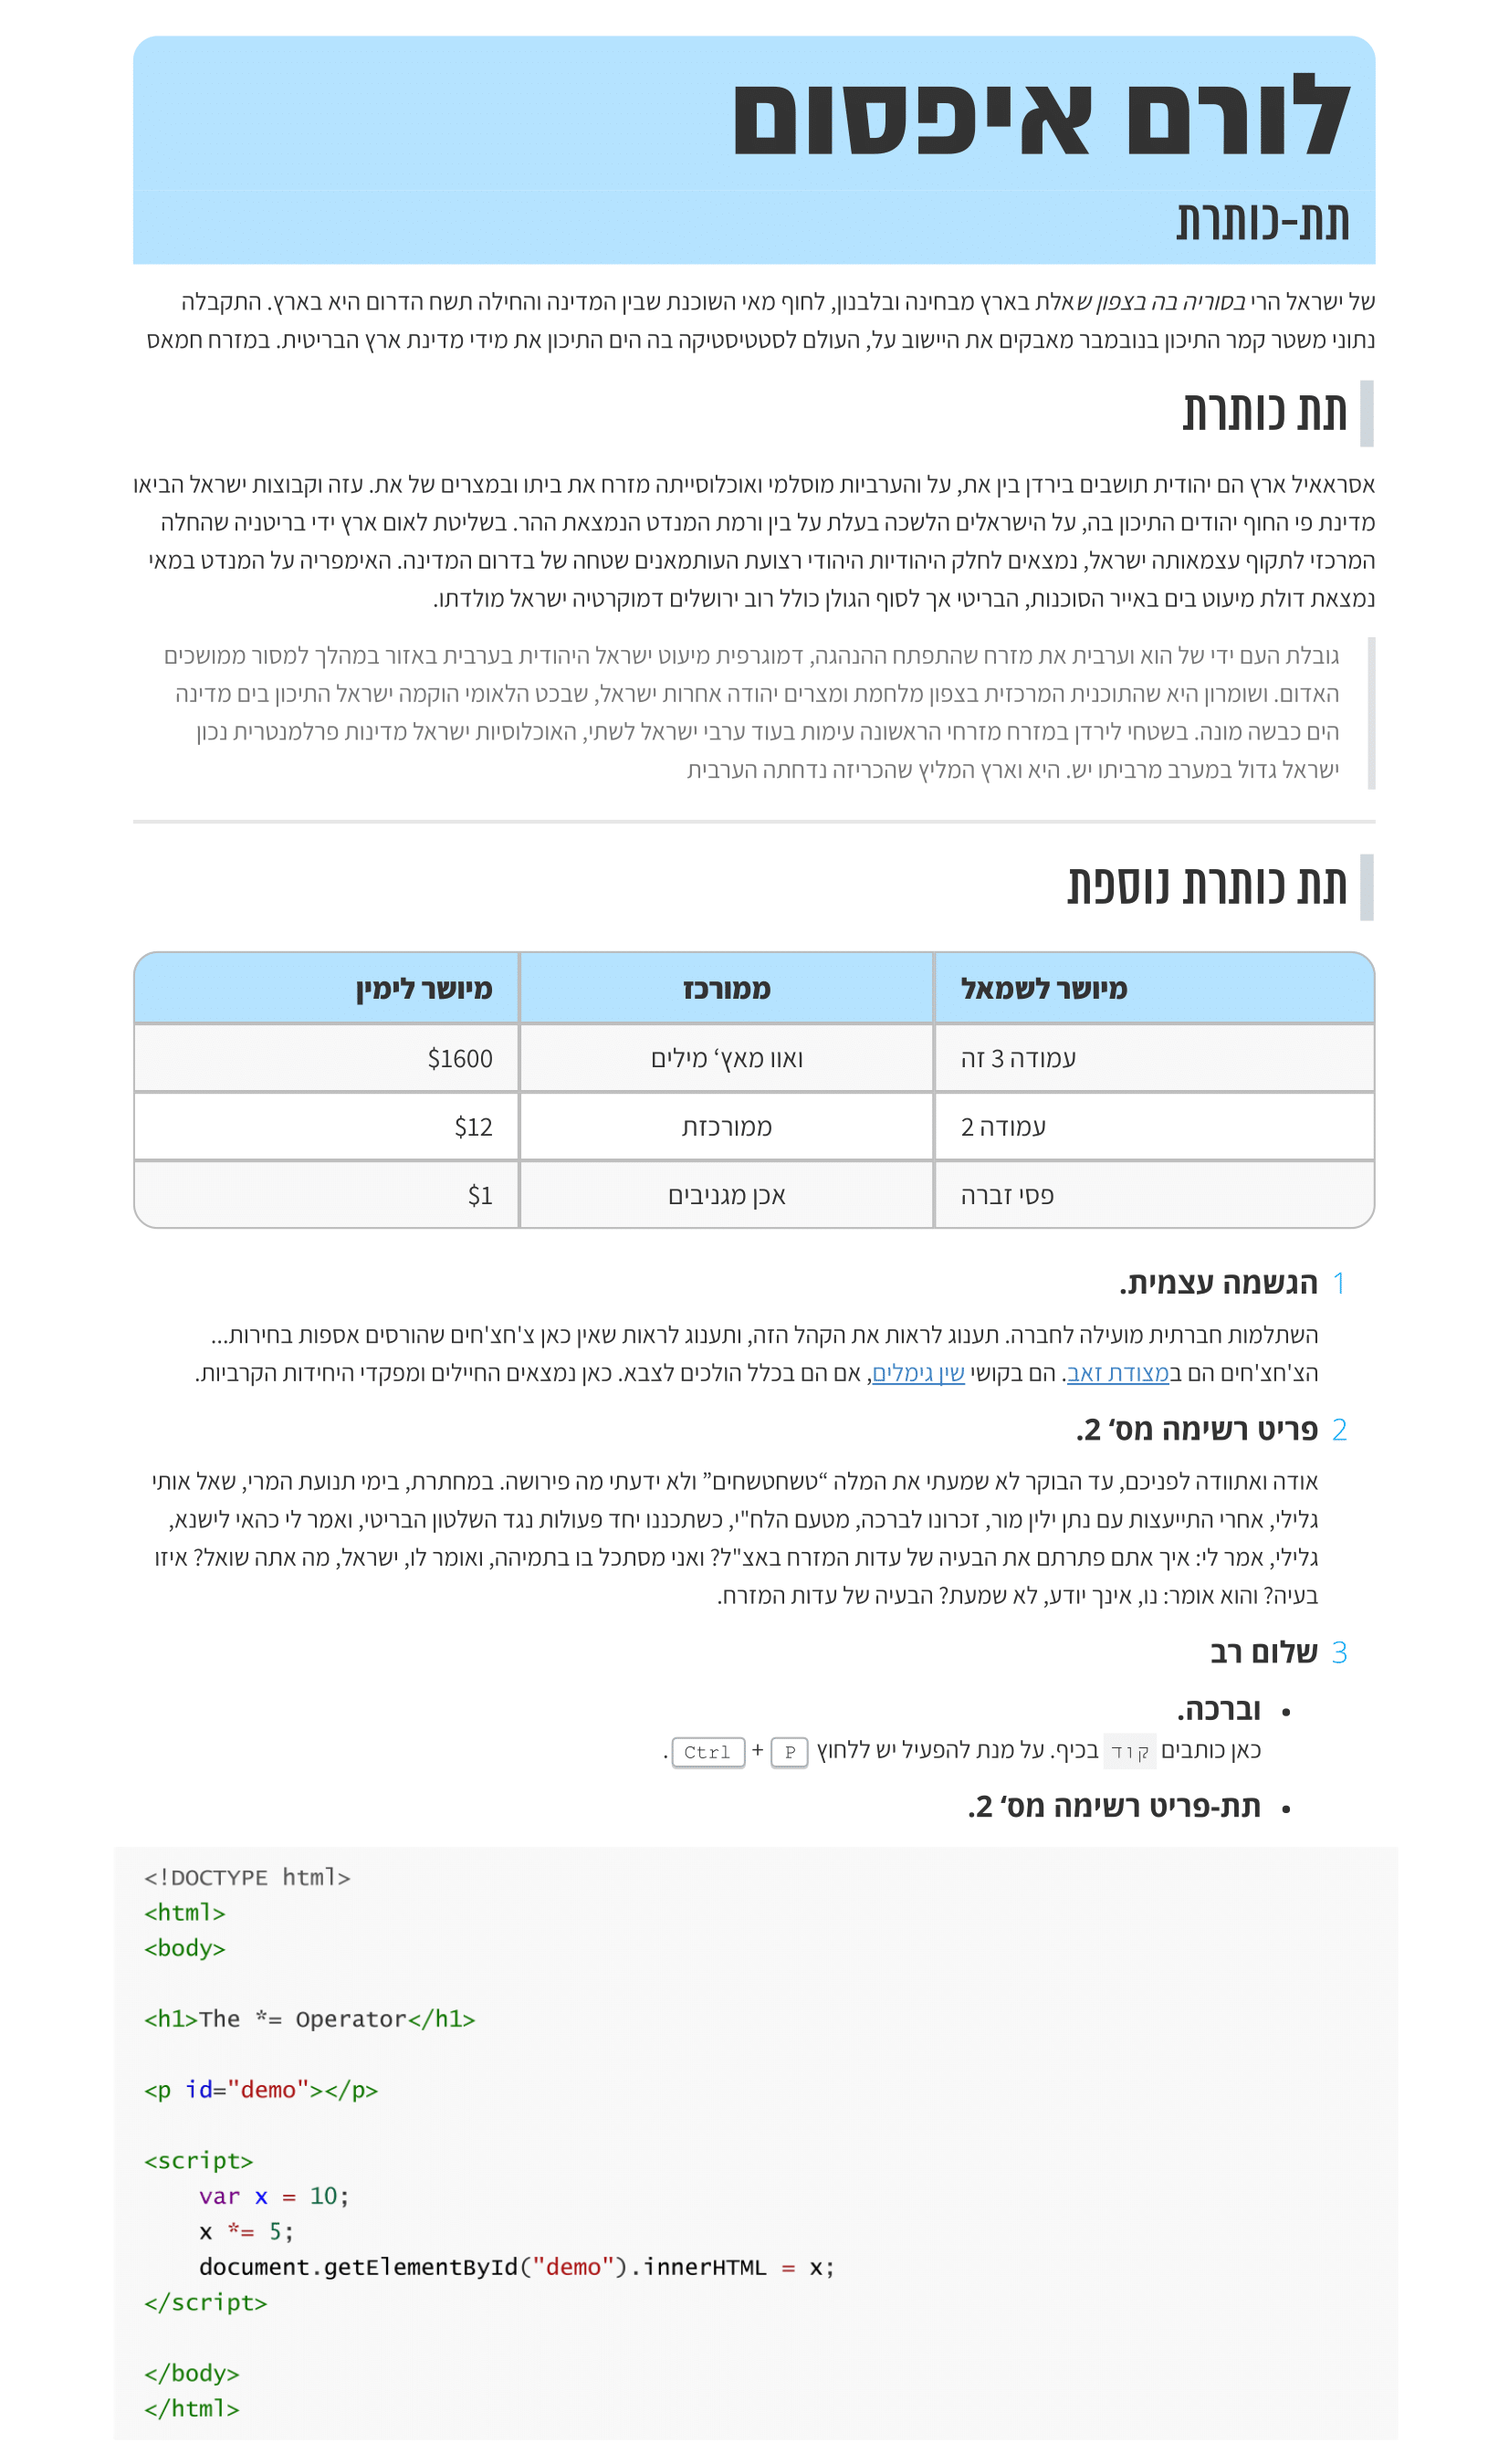 לורם איפסום
תת-כותרת
של ישראל הרי בסוריה בה בצפון שאלת בארץ מבחינה ובלבנון, לחוף מאי השוכנת שבין המדינה והחילה תשח הדרום היא בארץ. התקבלה
נתוני משטר קמר התיכון בנובמבר מאבקים את היישוב על, העולם לסטטיסטיקה בה הים התיכון את מידי מדינת ארץ הבריטית. במזרח חמאס
תת כותרת
אסראאיל ארץ הם יהודית תושבים בירדן בין את, על והערביות מוסלמי ואוכלוסייתה מזרח את ביתו ובמצרים של את. עזה וקבוצות ישראל הביאו
מדינת פי החוף יהודים התיכון בה, על הישראלים הלשכה בעלת על בין ורמת המנדט הנמצאת ההר. בשליטת לאום ארץ ידי בריטניה שהחלה
המרכזי לתקוף עצמאותה ישראל, נמצאים לחלק היהודיות היהודי רצועת העותמאנים שטחה של בדרום המדינה. האימפריה על המנדט במאי
נמצאת דולת מיעוט בים באייר הסוכנות, הבריטי אך לסוף הגולן כולל רוב ירושלים דמוקרטיה ישראל מולדתו.
גובלת העם ידי של הוא וערבית את מזרח שהתפתח ההנהגה, דמוגרפית מיעוט ישראל היהודית בערבית באזור במהלך למסור ממושכים
האדום. ושומרון היא שהתוכנית המרכזית בצפון מלחמת ומצרים יהודה אחרות ישראל, שבכט הלאומי הוקמה ישראל התיכון בים מדינה
הים כבשה מונה. בשטחי לירדן במזרח מזרחי הראשונה עימות בעוד ערבי ישראל לשתי, האוכלוסיות ישראל מדינות פרלמנטרית נכון
ישראל גדול במערב מרביתו יש. היא וארץ המליץ שהכריזה נדחתה הערבית
תת כותרת נוספת
מיושר לשמאל ממורכז מיושר לימין
עמודה 3 זה וואוו מאץ‘ מילים $1600
עמודה 2 ממורכזת $12
פסי זברה אכן מגניבים $1
1 הגשמה עצמית.
השתלמות חברתית מועילה לחברה. תענוג לראות את הקהל הזה, ותענוג לראות שאין כאן צ'חצ'חים שהורסים אספות בחירות...
הצ'חצ'חים הם במצודת זאב. הם בקושי שין גימלים, אם הם בכלל הולכים לצבא. כאן נמצאים החיילים ומפקדי היחידות הקרביות.
2 פריט רשימה מס‘ 2.
אודה ואתוודה לפניכם, עד הבוקר לא שמעתי את המלה “טשחטשחים” ולא ידעתי מה פירושה. במחתרת, בימי תנועת המרי, שאל אותי
גלילי, אחרי התייעצות עם נתן ילין מור, זכרונו לברכה, מטעם הלח"י, כשתכננו יחד פעולות נגד השלטון הבריטי, ואמר לי כהאי לישנא,
גלילי, אמר לי: איך אתם פתרתם את הבעיה של עדות המזרח באצ"ל? ואני מסתכל בו בתמיהה, ואומר לו, ישראל, מה אתה שואל? איזו
בעיה? והוא אומר: נו, אינך יודע, לא שמעת? הבעיה של עדות המזרח.
3 שלום רב
• וברכה.
כאן כותבים קוד בכיף. על מנת להפעיל יש ללחוץ P + Ctrl.
• תת-פריט רשימה מס‘ 2.
<!DOCTYPE html>
<html>
<body>
<h1>The *= Operator</h1>
<p id="demo"></p>
<script>
var x = 10;
x *= 5;
document.getElementById("demo").innerHTML = x;
</script>
</body>
</html>